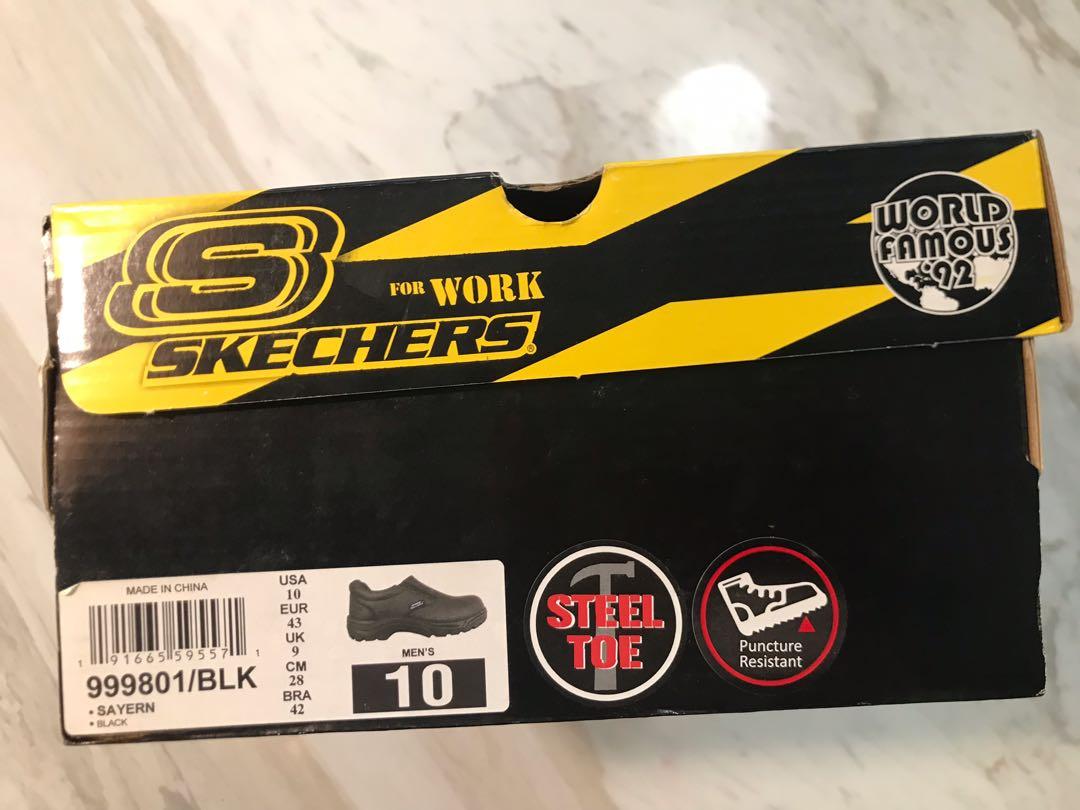 WORLD
FAMOUS
'92
S
FOR WORK
SKECHERS®
MADE IN CHINA
1 91665 59557 1
999801/BLK
• SAYERN
• BLACK
USA
10
EUR
43
UK
9
CM
28
BRA
42
MEN'S
10
STEEL
TOE
Puncture
Resistant